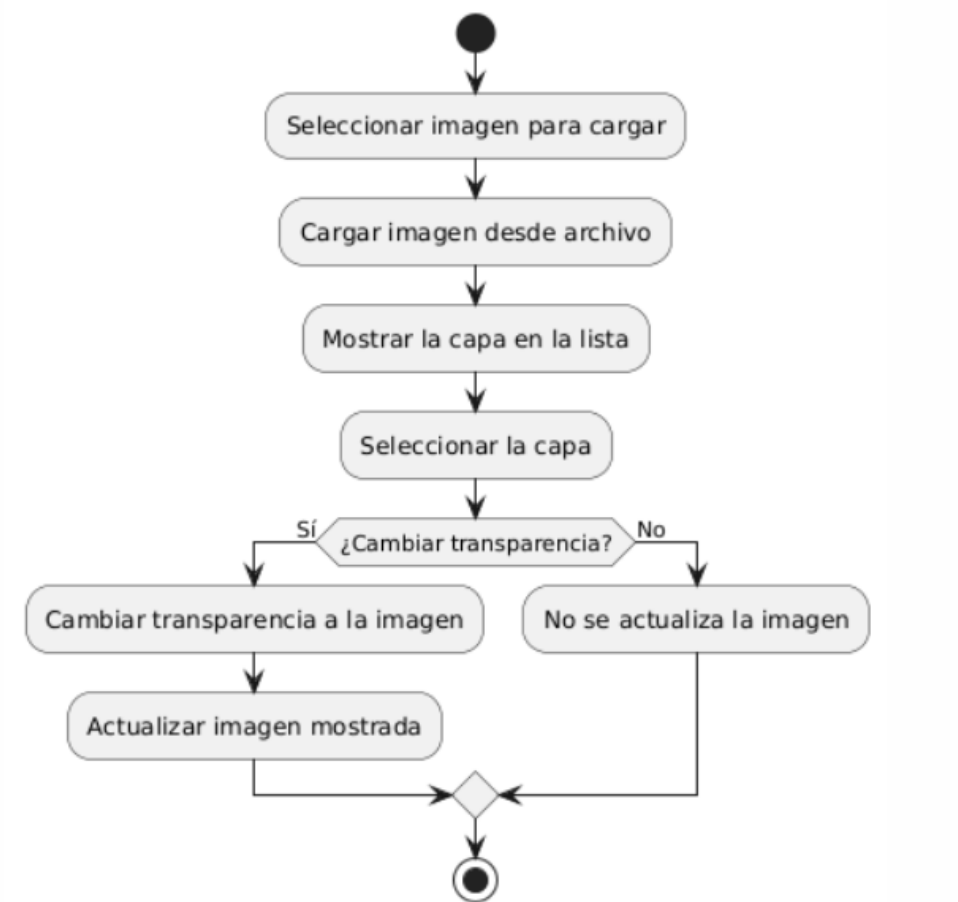 Seleccionar imagen para cargar
Cargar imagen desde archivo
Mostrar la capa en la lista
Seleccionar la capa
Sí
¿Cambiar transparencia?
No
Cambiar transparencia a la imagen
No se actualiza la imagen
Actualizar imagen mostrada